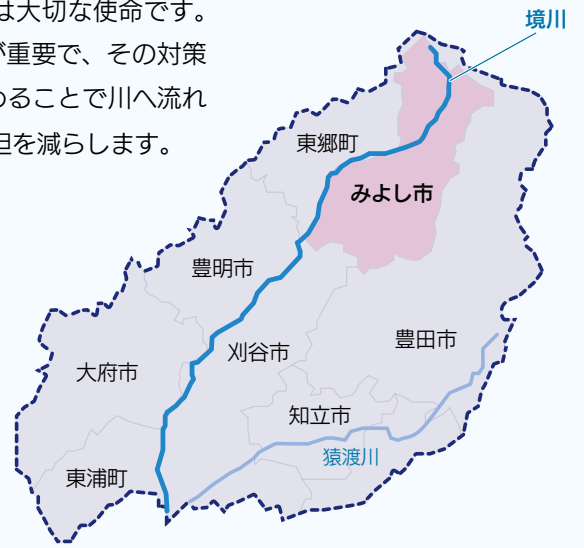 は大切な使命です。
が重要で、その対策
めることで川へ流れ
担を減らします。
境川
東郷町
みよし市
豊明市
豊田市
刈谷市
大府市
知立市
猿渡川
東浦町